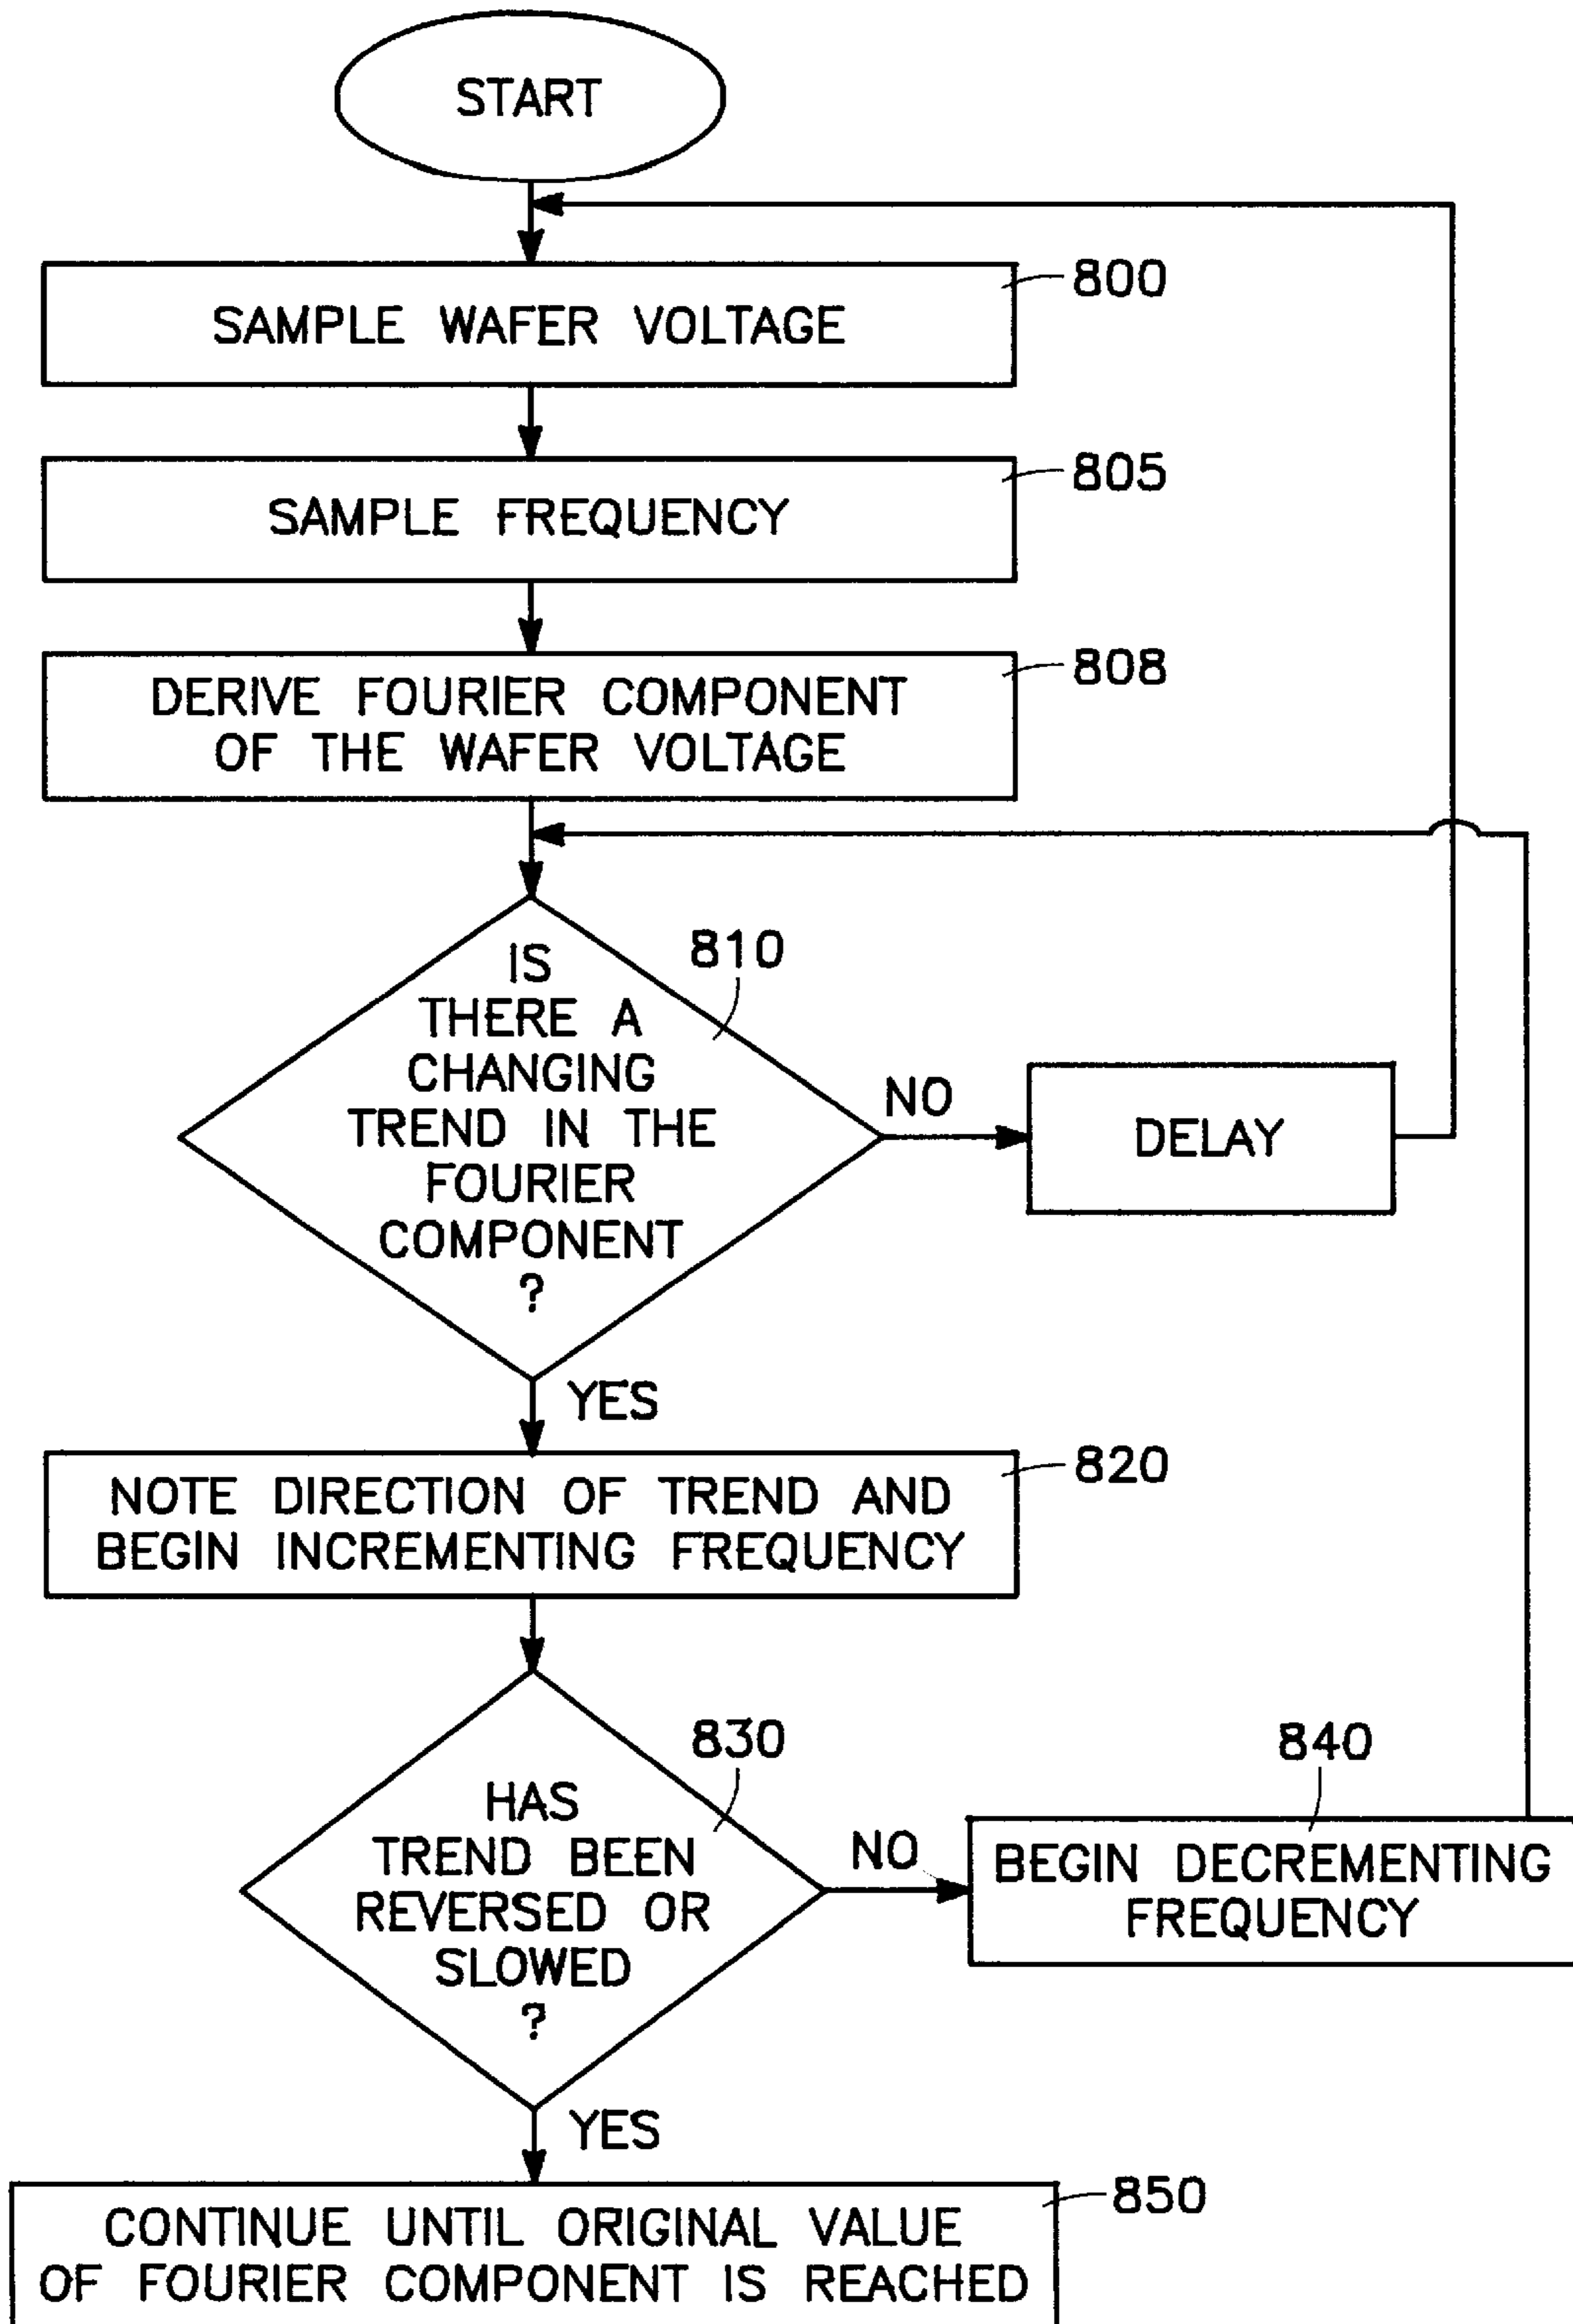 START
SAMPLE WAFER VOLTAGE
800
SAMPLE FREQUENCY
805
DERIVE FOURIER COMPONENT
OF THE WAFER VOLTAGE
808
IS
THERE A
CHANGING
TREND IN THE
FOURIER
COMPONENT
?
810
NO
DELAY
YES
NOTE DIRECTION OF TREND AND
BEGIN INCREMENTING FREQUENCY
820
HAS
TREND BEEN
REVERSED OR
SLOWED
?
830
NO
840
BEGIN DECREMENTING
FREQUENCY
YES
CONTINUE UNTIL ORIGINAL VALUE
OF FOURIER COMPONENT IS REACHED
850